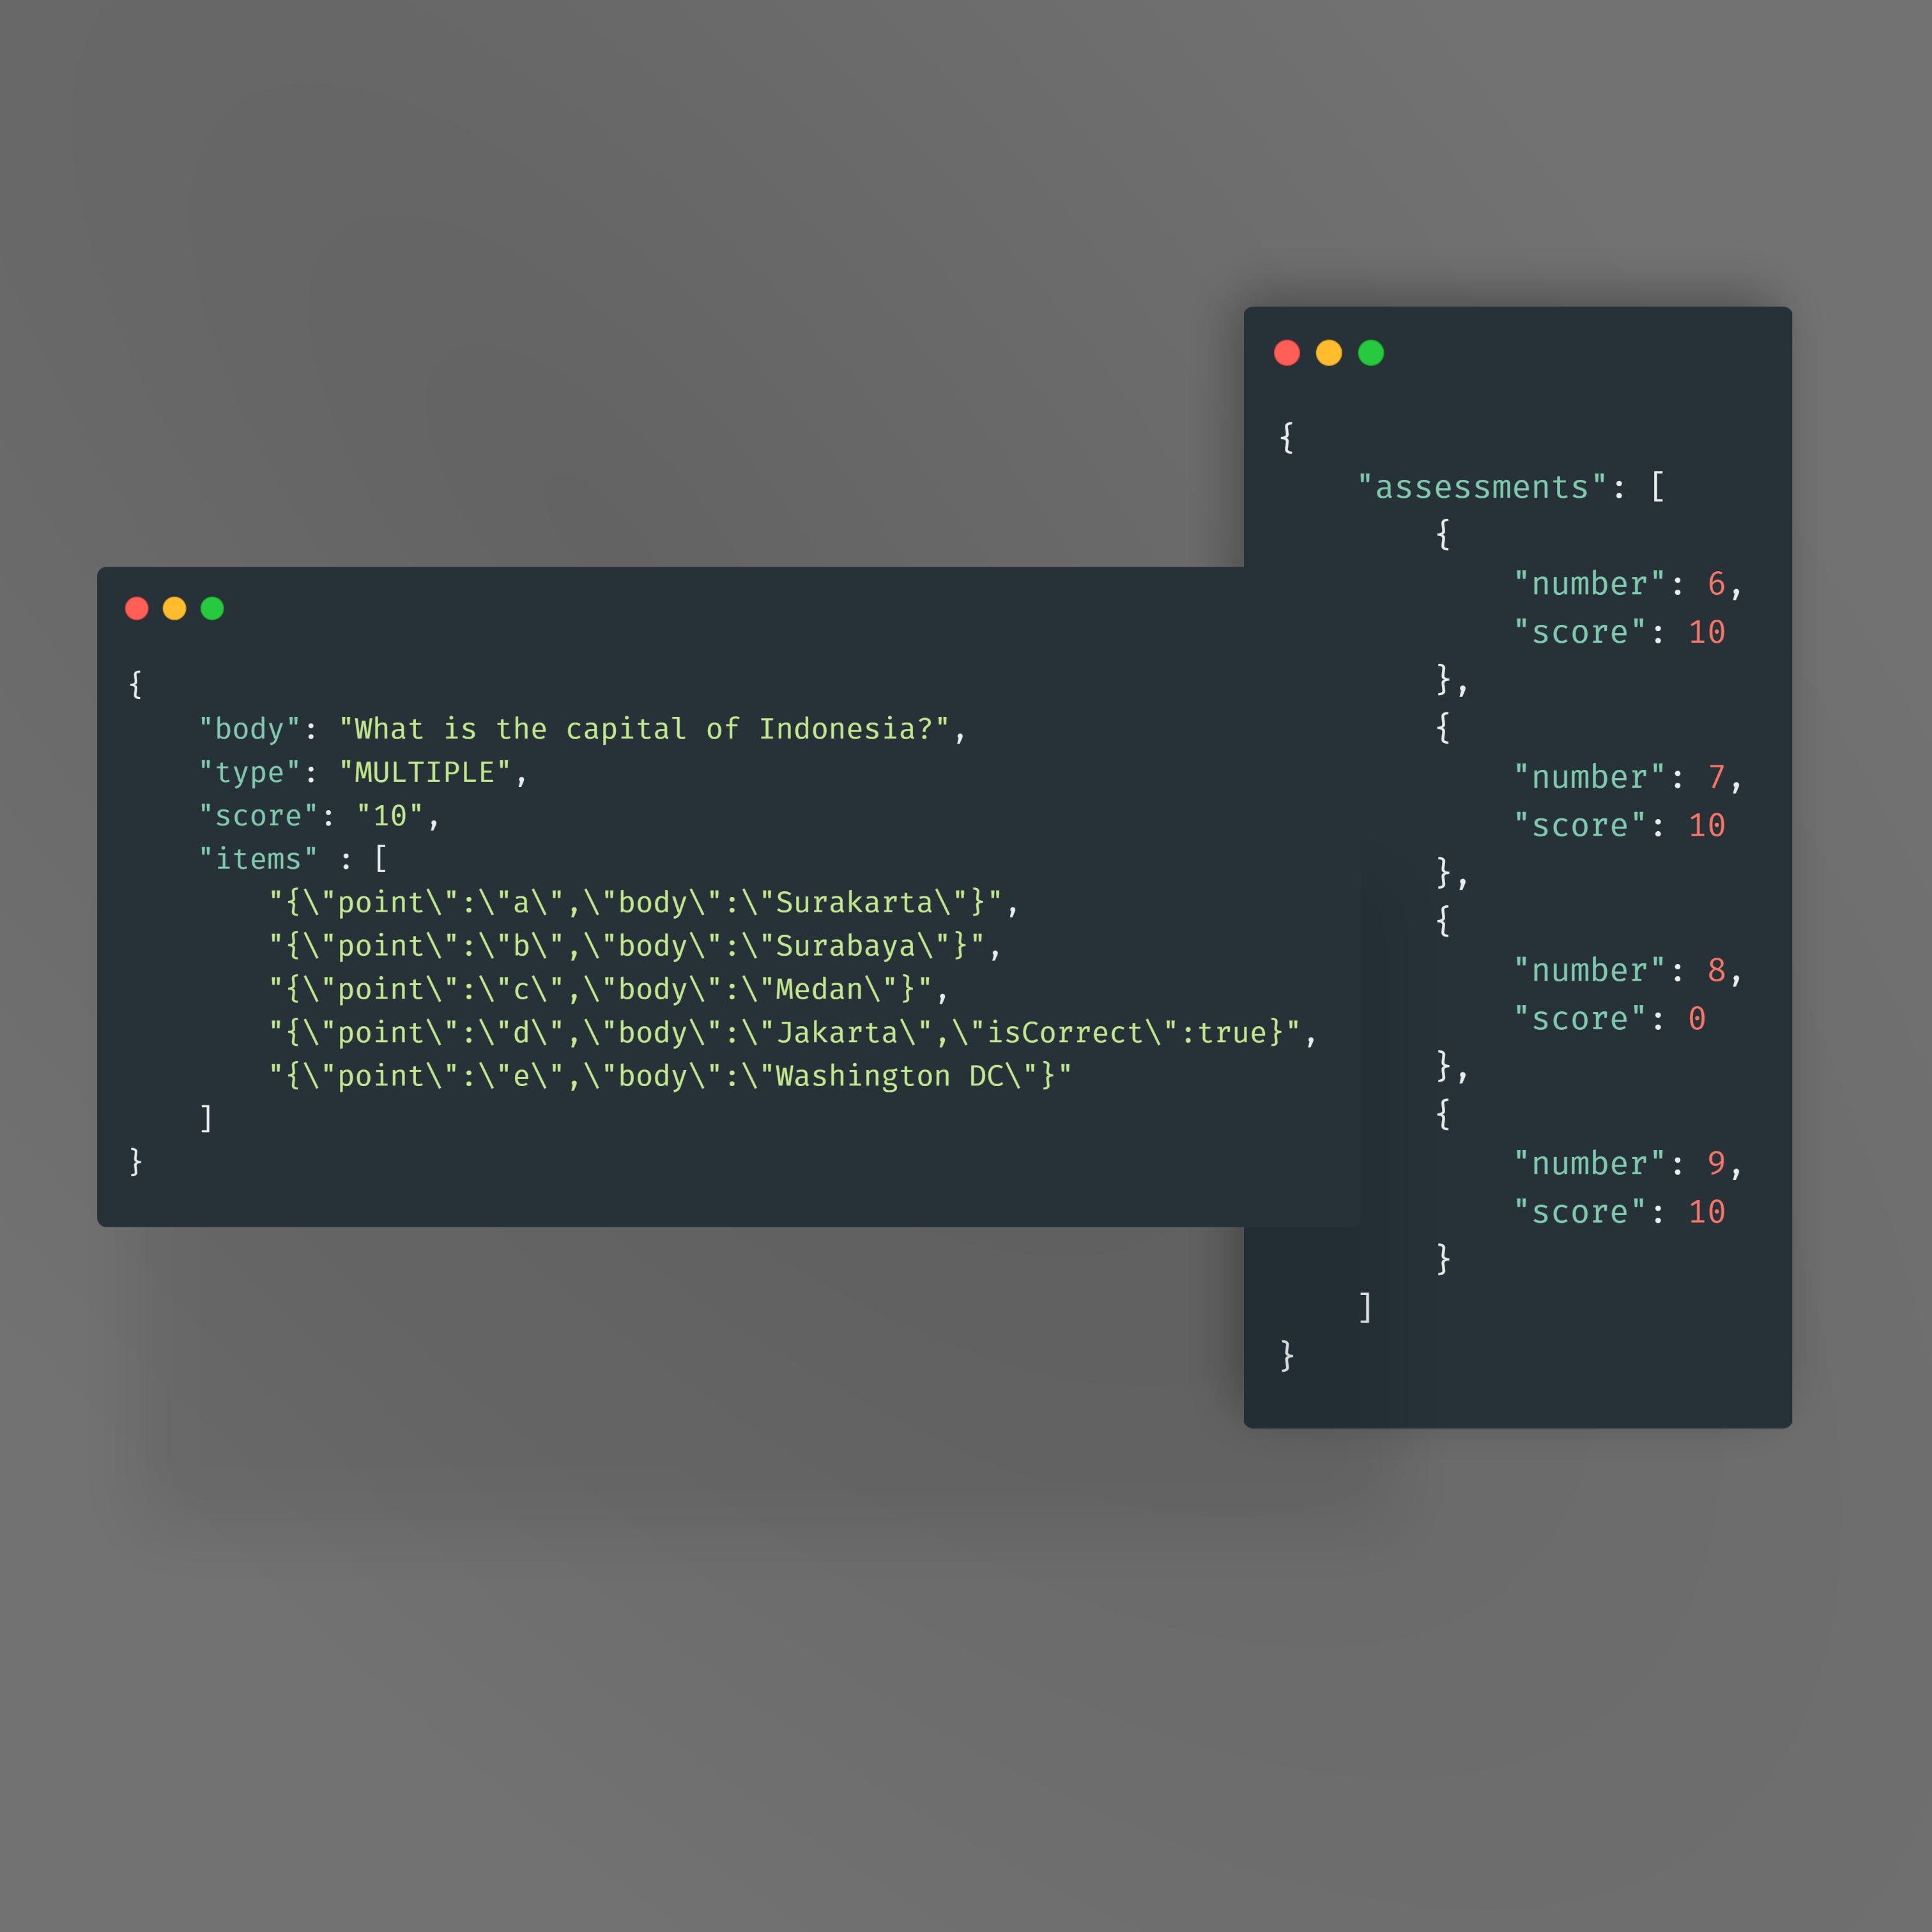 {
"body": "What is the capital of Indonesia?",
"type": "MULTIPLE",
"score": "10",
"items" : [
"{\"point\":\"a\",\"body\":\"Surakarta\"}",
"{\"point\":\"b\",\"body\":\"Surabaya\"}",
"{\"point\":\"c\",\"body\":\"Medan\"}",
"{\"point\":\"d\",\"body\":\"Jakarta\",\"isCorrect\":true}",
"{\"point\":\"e\",\"body\":\"Washington DC\"}"
]
}
{
"assessments": [
{
"number": 6,
"score": 10
},
{
"number": 7,
"score": 10
},
{
"number": 8,
"score": 0
},
{
"number": 9,
"score": 10
}
]
}